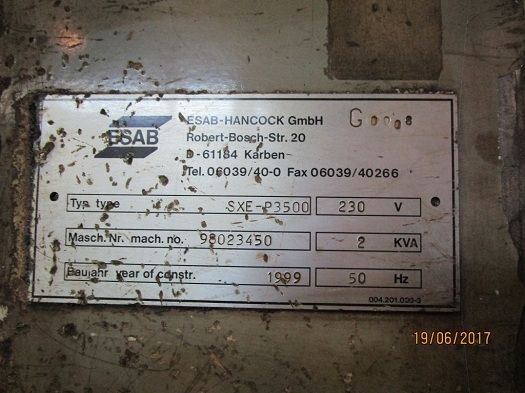 ESAB
ESAB-HANCOCK GmbH
Robert-Bosch-Str. 20
D-61184 Karben
Tel. 06039/40-0 Fax 06039/40266
G0008
Typ type SXE-P3500 230 V
Masch. Nr. mach. no. 98023450 2 KVA
Baujahr year of constr. 1999 50 Hz
004.201.000-3
19/06/2017